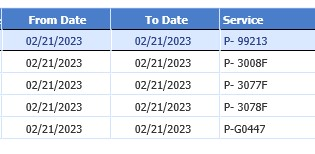 From Date To Date Service
02/21/2023 02/21/2023 P- 99213
02/21/2023 02/21/2023 P- 3008F
02/21/2023 02/21/2023 P- 3077F
02/21/2023 02/21/2023 P- 3078F
02/21/2023 02/21/2023 P-G0447